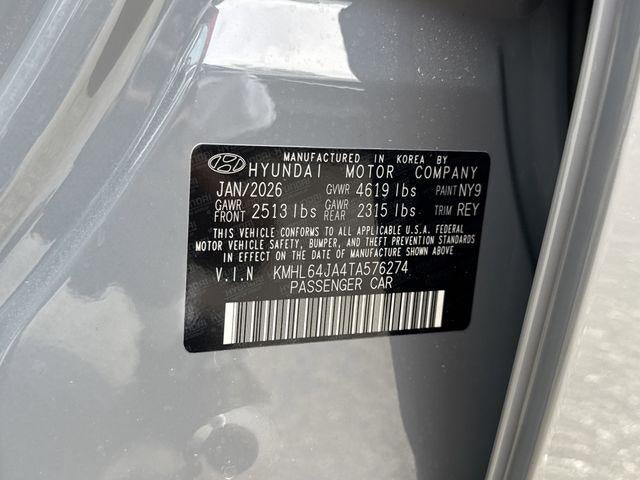 MANUFACTURED IN KOREA BY
HYUNDAI MOTOR COMPANY
JAN/2026 GVWR 4619 lbs PAINT NY9
GAWR FRONT 2513 lbs GAWR REAR 2315 lbs TRIM REY
THIS VEHICLE CONFORMS TO ALL APPLICABLE U.S.A. FEDERAL
MOTOR VEHICLE SAFETY, BUMPER, AND THEFT PREVENTION STANDARDS
IN EFFECT ON THE DATE OF MANUFACTURE SHOWN ABOVE
V.I.N KMHL64JA4TA576274
PASSENGER CAR